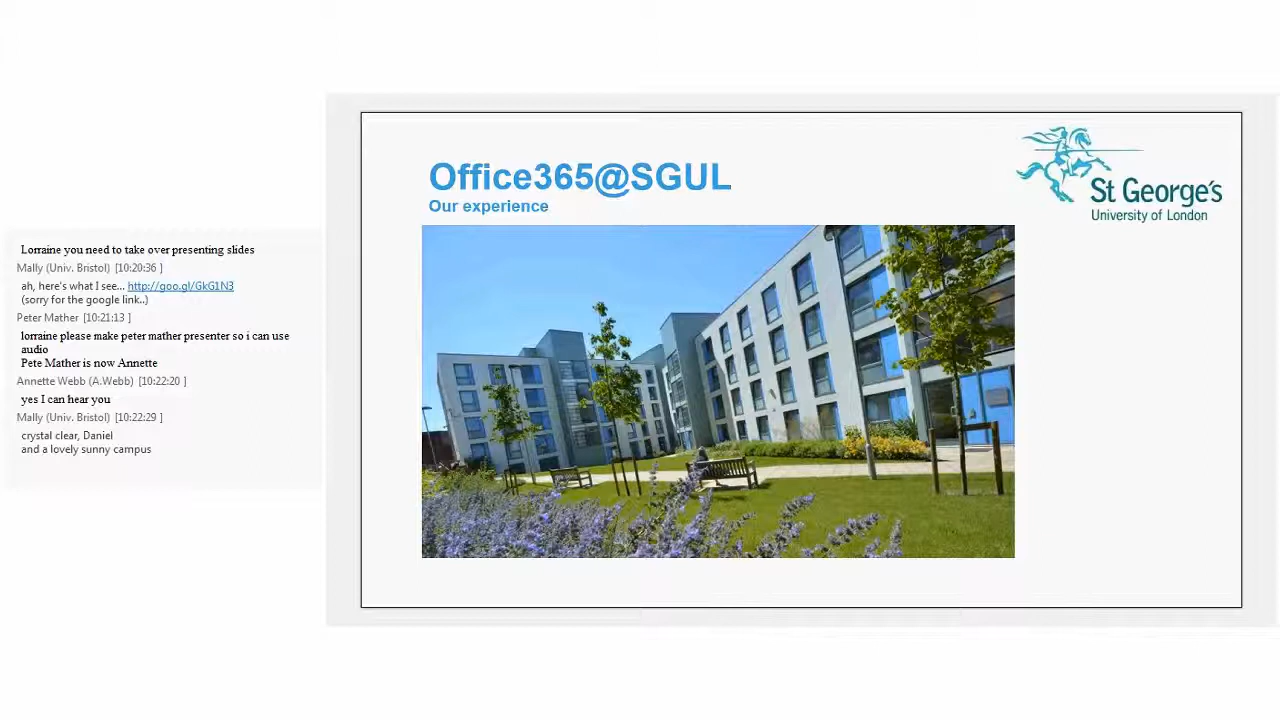 Lorraine you need to take over presenting slides
Mally (Univ. Bristol) [10:20:36 ]
ah, here's what I see... http://goo.gl/GkG1N3
(sorry for the google link..)
Peter Mather [10:21:13 ]
lorraine please make peter mather presenter so i can use
audio
Pete Mather is now Annette
Annette Webb (A.Webb) [10:22:20 ]
yes I can hear you
Mally (Univ. Bristol) [10:22:29 ]
crystal clear, Daniel
and a lovely sunny campus
Office365@SGUL
Our experience
St George's
University of London